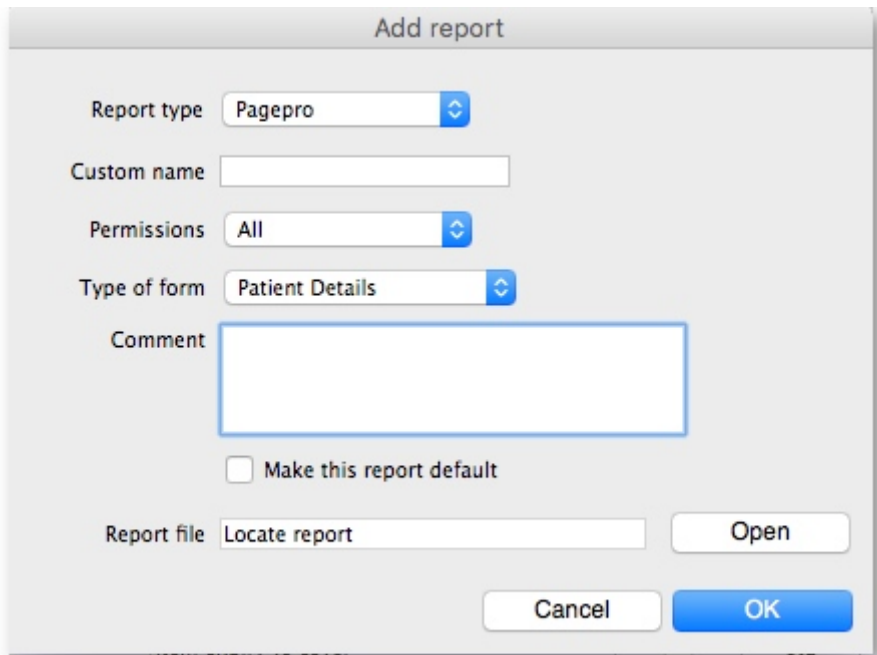 Add report
Report type Pagepro
Custom name
Permissions All
Type of form Patient Details
Comment
Make this report default
Report file Locate report Open
Cancel OK